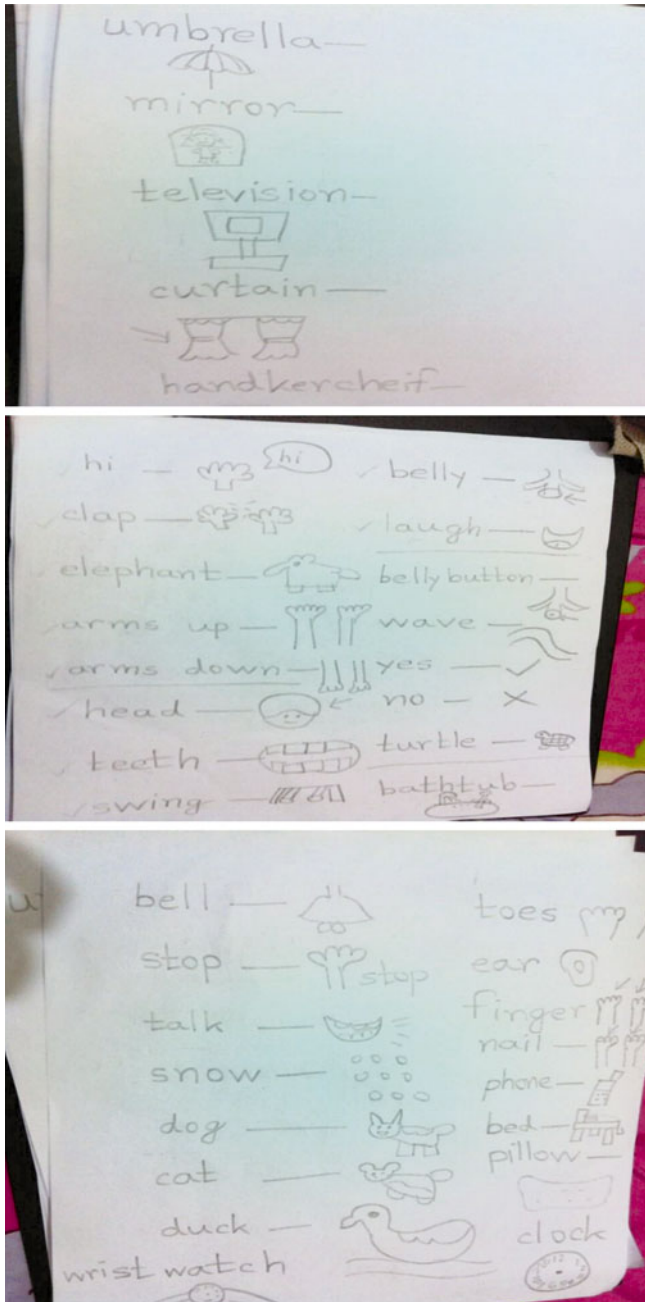 umbrella —
mirror —
television —
curtain —
handkercheif —
hi — hi
clap —
elephant —
arms up —
arms down —
head —
teeth —
swing —
belly —
laugh —
belly button —
wave —
yes — ✓
no — ×
turtle —
bathtub —
bell —
stop — stop
talk —
snow —
dog —
cat —
duck —
wrist watch
toes
ear
finger
nail —
phone —
bed —
pillow —
clock